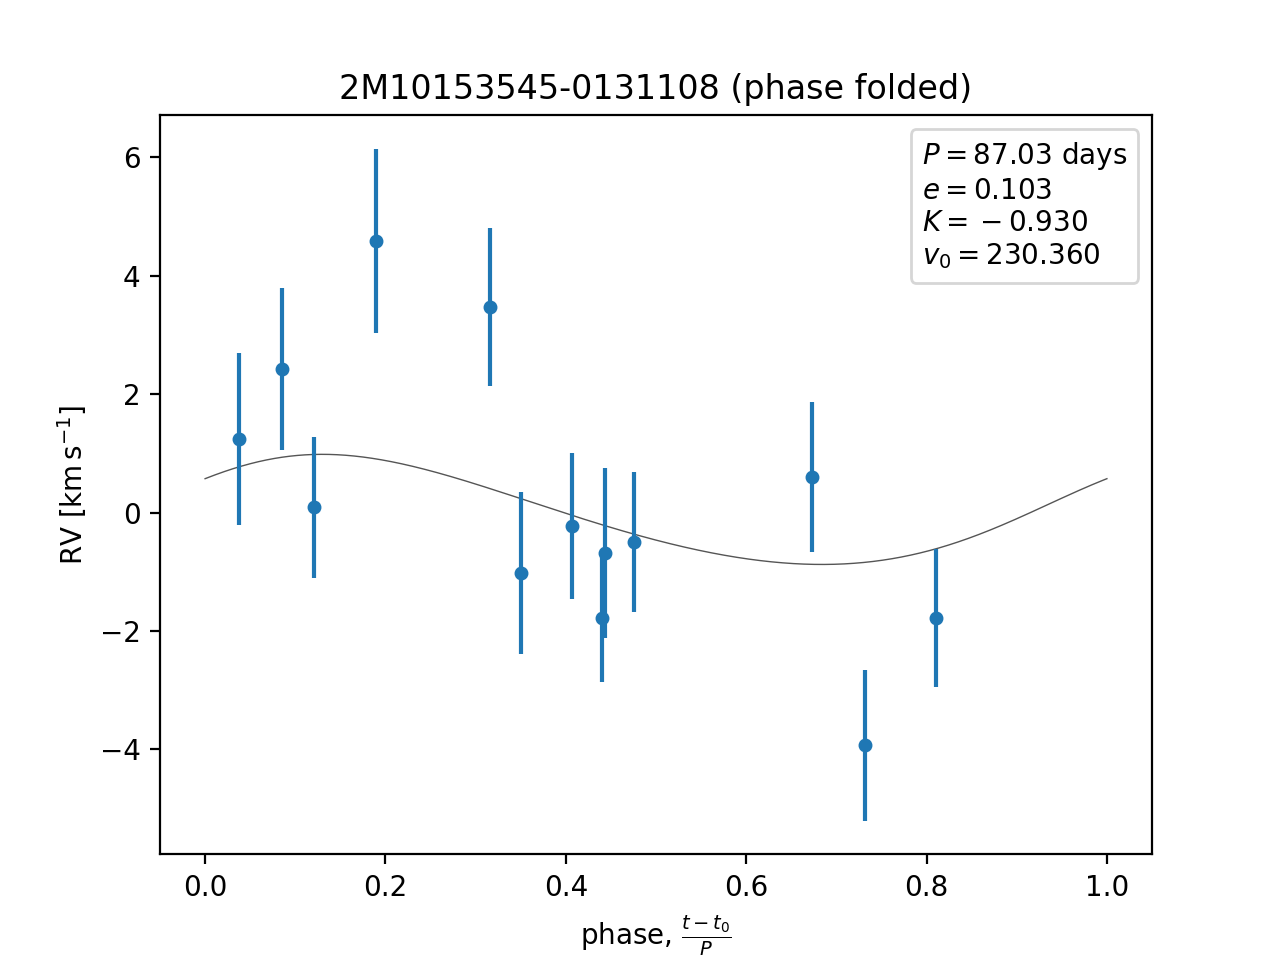 2M10153545-0131108 (phase folded)
P = 87.03 days
e = 0.103
K = −0.930
v₀ = 230.360
6
4
2
0
−2
−4
RV [km s⁻¹]
0.0 0.2 0.4 0.6 0.8 1.0
phase, (t − t₀)/P